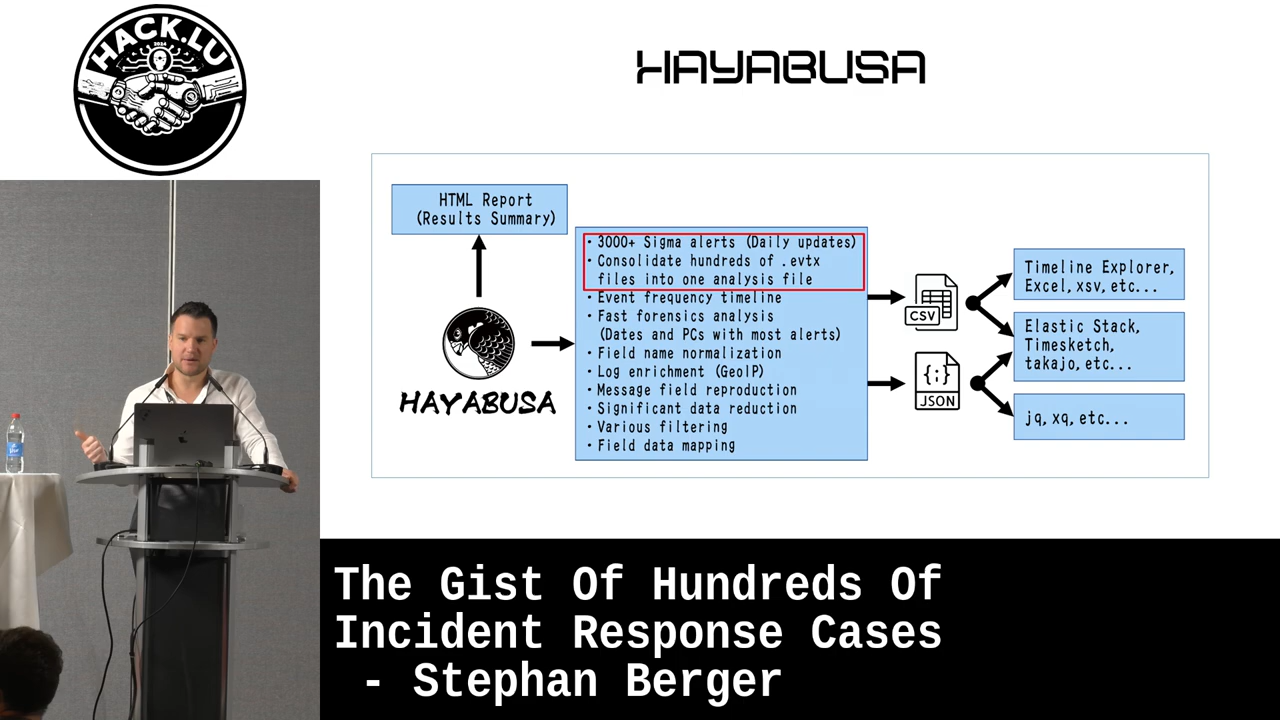 HACK.LU
2024
HAYABUSA
HTML Report
(Results Summary)
HAYABUSA
・3000+ Sigma alerts (Daily updates)
・Consolidate hundreds of .evtx
files into one analysis file
・Event frequency timeline
・Fast forensics analysis
(Dates and PCs with most alerts)
・Field name normalization
・Log enrichment (GeoIP)
・Message field reproduction
・Significant data reduction
・Various filtering
・Field data mapping
CSV
{;}
JSON
Timeline Explorer,
Excel, xsv, etc...
Elastic Stack,
Timesketch,
takajo, etc...
jq, xq, etc...
The Gist Of Hundreds Of
Incident Response Cases
- Stephan Berger